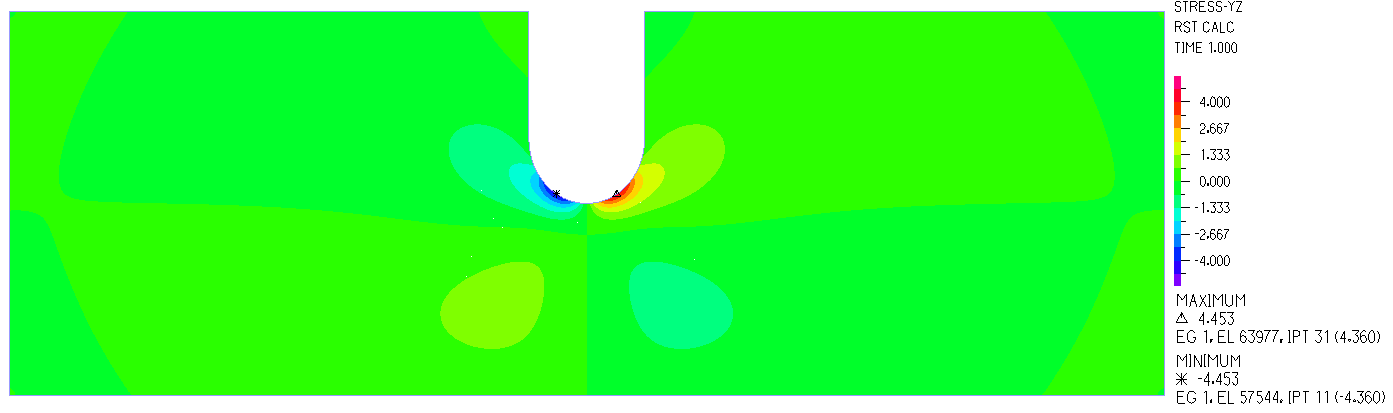 STRESS-YZ
RST CALC
TIME 1.000
4.000
2.667
1.333
0.000
-1.333
-2.667
-4.000
MAXIMUM
△ 4.453
EG 1, EL 63977, IPT 31 (4.360)
MINIMUM
✳ -4.453
EG 1, EL 57544, IPT 11 (-4.360)